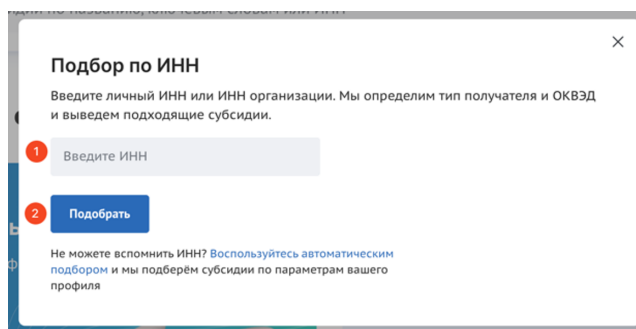 Подбор по ИНН
Введите личный ИНН или ИНН организации. Мы определим тип получателя и ОКВЭД
и выведем подходящие субсидии.
1
Введите ИНН
2
Подобрать
Не можете вспомнить ИНН? Воспользуйтесь автоматическим
подбором и мы подберём субсидии по параметрам вашего
профиля